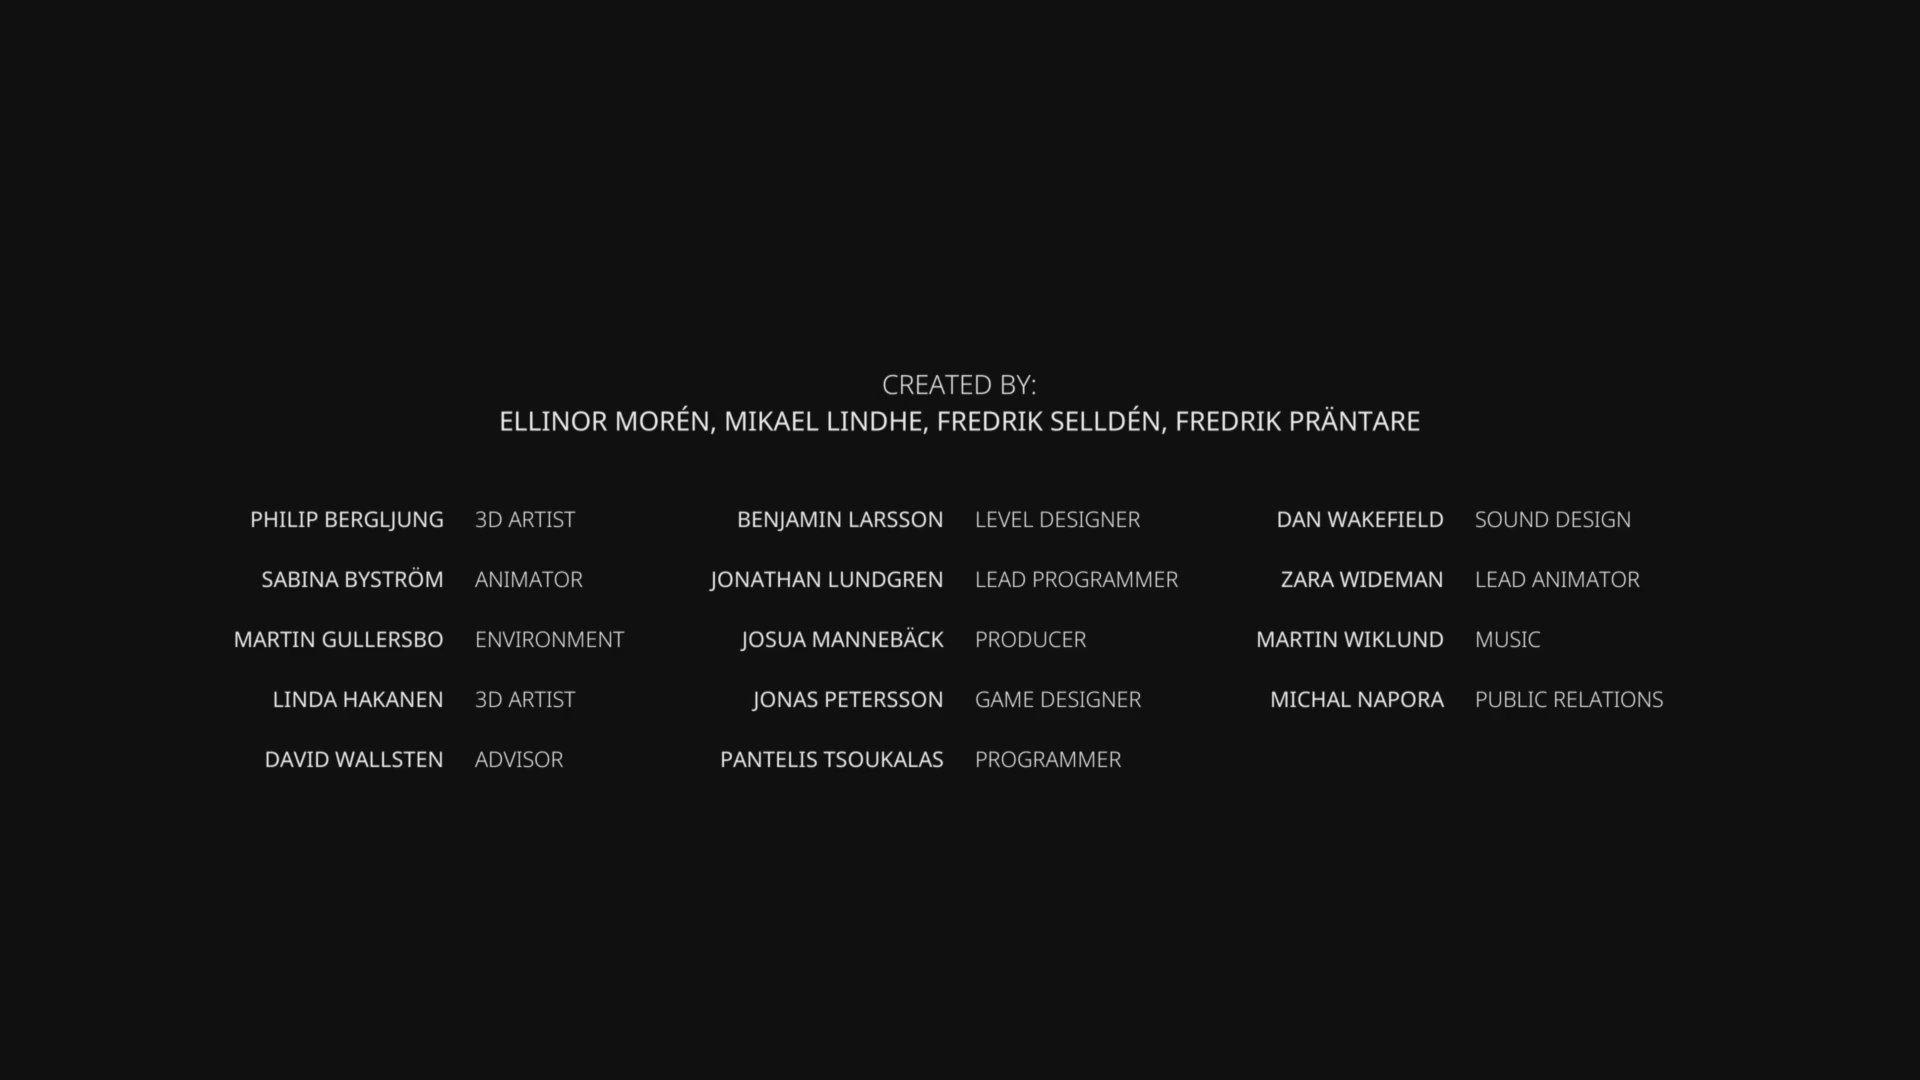 CREATED BY:
ELLINOR MORÉN, MIKAEL LINDHE, FREDRIK SELLDÉN, FREDRIK PRÄNTARE
PHILIP BERGLJUNG 3D ARTIST
SABINA BYSTRÖM ANIMATOR
MARTIN GULLERSBO ENVIRONMENT
LINDA HAKANEN 3D ARTIST
DAVID WALLSTEN ADVISOR
BENJAMIN LARSSON LEVEL DESIGNER
JONATHAN LUNDGREN LEAD PROGRAMMER
JOSUA MANNEBÄCK PRODUCER
JONAS PETERSSON GAME DESIGNER
PANTELIS TSOUKALAS PROGRAMMER
DAN WAKEFIELD SOUND DESIGN
ZARA WIDEMAN LEAD ANIMATOR
MARTIN WIKLUND MUSIC
MICHAL NAPORA PUBLIC RELATIONS